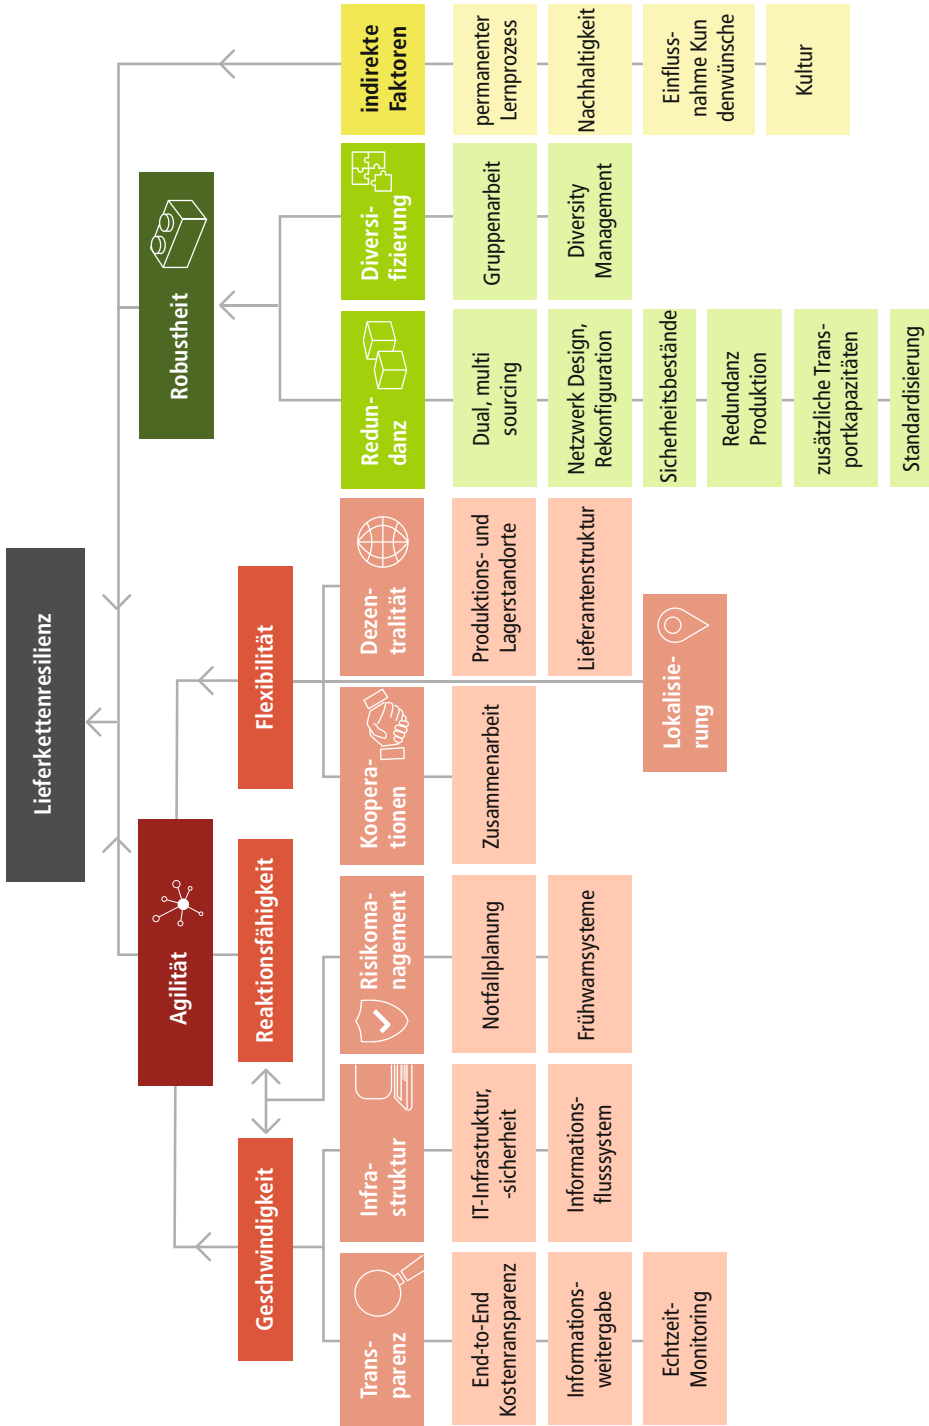 Lieferkettenresilienz
Agilität
Robustheit
Geschwindigkeit
Reaktionsfähigkeit
Flexibilität
Trans-
parenz
Infra-
struktur
Risikoma-
nagement
Koopera-
tionen
Dezen-
tralität
Redun-
danz
Diversi-
fizierung
indirekte
Faktoren
End-to-End
Kostenransparenz
Informations-
weitergabe
Echtzeit-
Monitoring
IT-Infrastruktur,
-sicherheit
Informations-
flusssystem
Notfallplanung
Frühwarnsysteme
Zusammenarbeit
Produktions- und
Lagerstandorte
Lieferantenstruktur
Lokalisie-
rung
Dual, multi
sourcing
Netzwerk Design,
Rekonfiguration
Sicherheitsbestände
Redundanz
Produktion
zusätzliche Trans-
portkapazitäten
Standardisierung
Gruppenarbeit
Diversity
Management
permanenter
Lernprozess
Nachhaltigkeit
Einfluss-
nahme Kun
denwünsche
Kultur